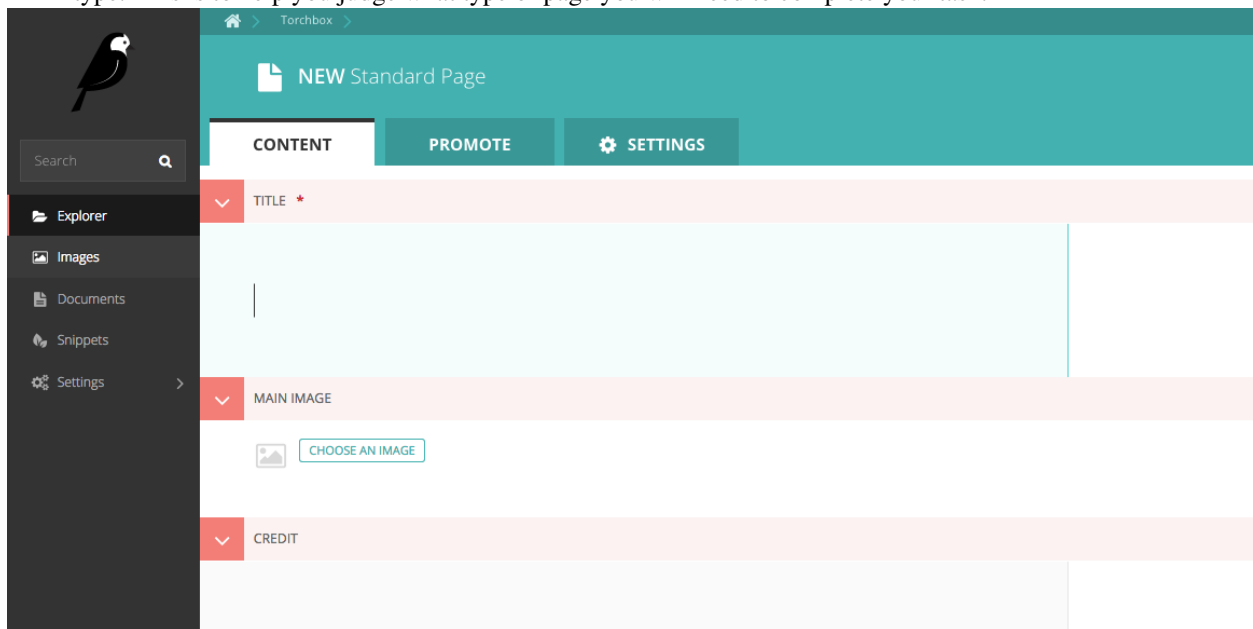 Torchbox
NEW Standard Page
CONTENT PROMOTE SETTINGS
Search
Explorer
Images
Documents
Snippets
Settings
TITLE *
MAIN IMAGE
CHOOSE AN IMAGE
CREDIT